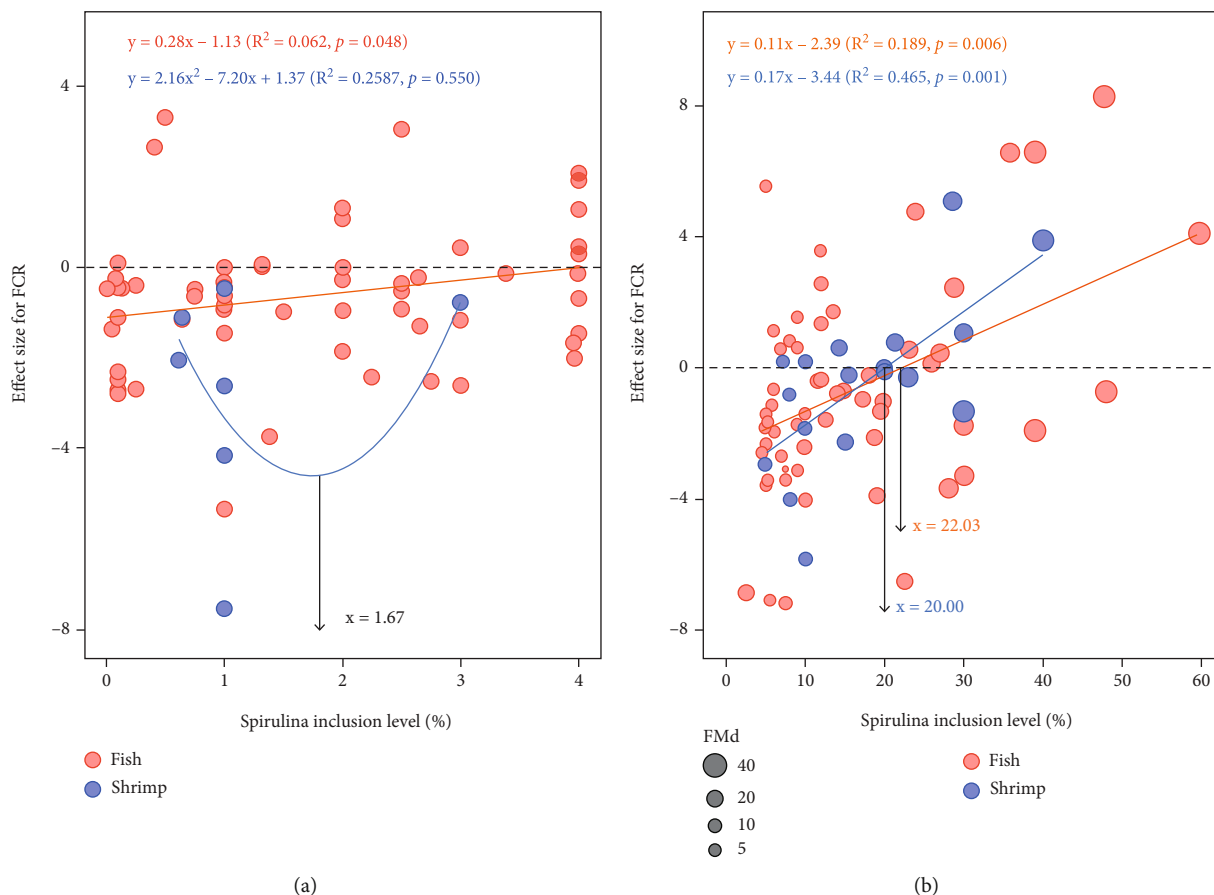 y = 0.28x – 1.13 (R² = 0.062, p = 0.048)
y = 2.16x² – 7.20x + 1.37 (R² = 0.2587, p = 0.550)
4
0
–4
–8
Effect size for FCR
x = 1.67
0 1 2 3 4
Spirulina inclusion level (%)
Fish
Shrimp
(a)
y = 0.11x – 2.39 (R² = 0.189, p = 0.006)
y = 0.17x – 3.44 (R² = 0.465, p = 0.001)
8
4
0
–4
–8
Effect size for FCR
x = 22.03
x = 20.00
0 10 20 30 40 50 60
Spirulina inclusion level (%)
FMd
40
20
10
5
Fish
Shrimp
(b)